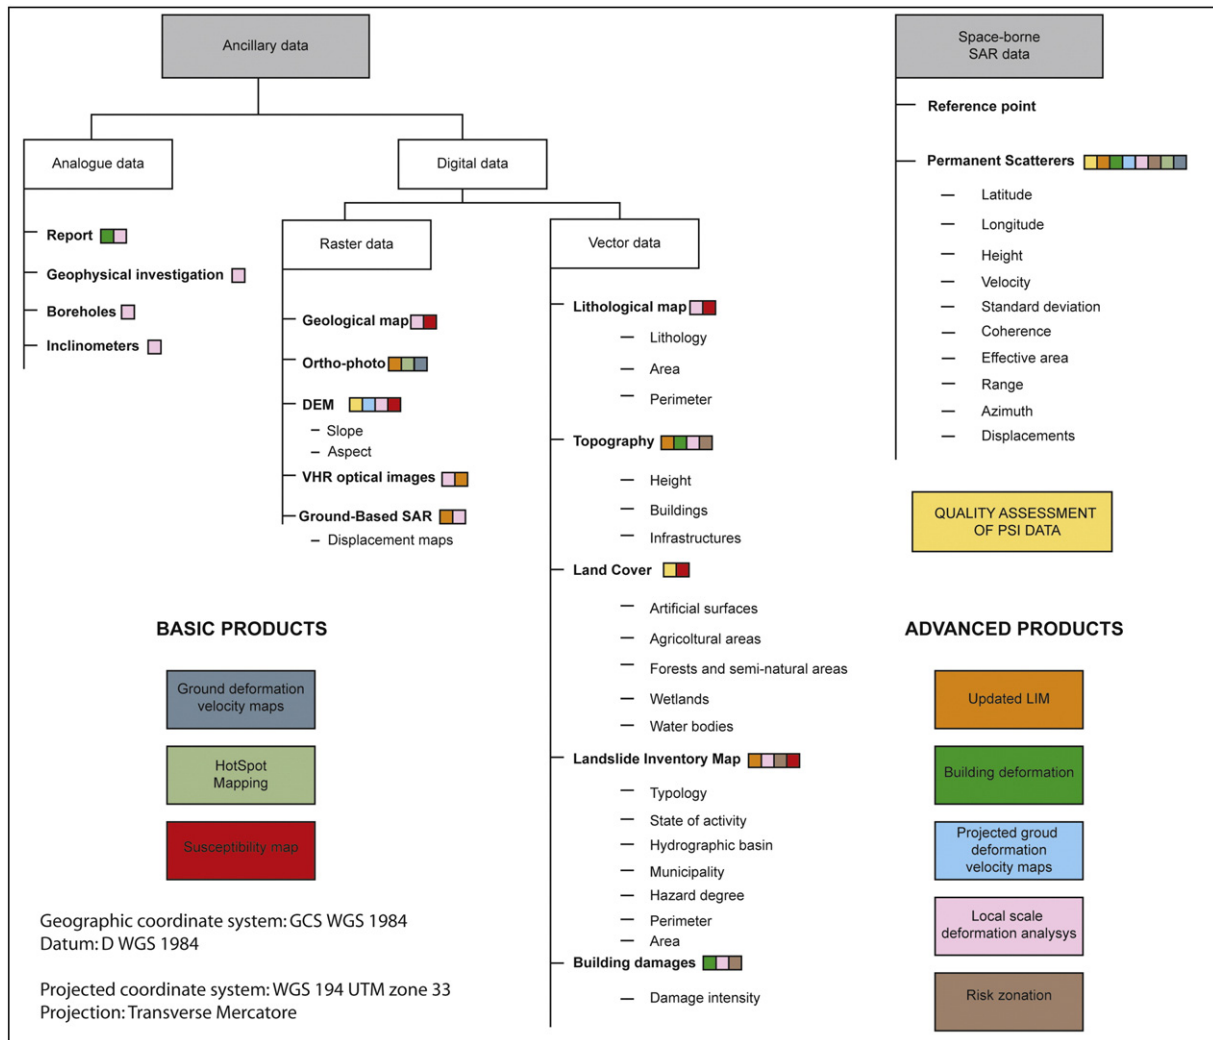 Ancillary data
Space-borne
SAR data
Analogue data
Digital data
Report
Geophysical investigation
Boreholes
Inclinometers
Raster data
Geological map
Ortho-photo
DEM
Slope
Aspect
VHR optical images
Ground-Based SAR
Displacement maps
Vector data
Lithological map
Lithology
Area
Perimeter
Topography
Height
Buildings
Infrastructures
Land Cover
Artificial surfaces
Agricoltural areas
Forests and semi-natural areas
Wetlands
Water bodies
Landslide Inventory Map
Typology
State of activity
Hydrographic basin
Municipality
Hazard degree
Perimeter
Area
Building damages
Damage intensity
Reference point
Permanent Scatterers
Latitude
Longitude
Height
Velocity
Standard deviation
Coherence
Effective area
Range
Azimuth
Displacements
QUALITY ASSESSMENT
OF PSI DATA
BASIC PRODUCTS
Ground deformation
velocity maps
HotSpot
Mapping
Susceptibility map
ADVANCED PRODUCTS
Updated LIM
Building deformation
Projected groud
deformation
velocity maps
Local scale
deformation analysys
Risk zonation
Geographic coordinate system: GCS WGS 1984
Datum: D WGS 1984
Projected coordinate system: WGS 194 UTM zone 33
Projection: Transverse Mercatore